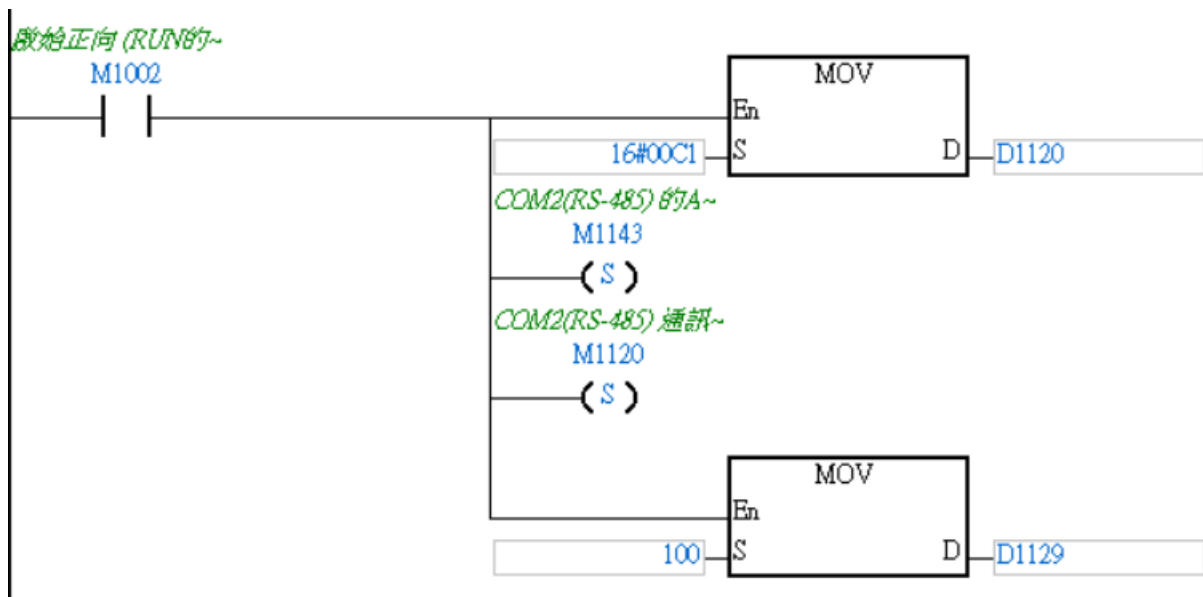 啟始正向 (RUN的~
M1002
MOV
En
16#00C1
S
D
D1120
COM2(RS-485) 的A~
M1143
S
COM2(RS-485) 通訊~
M1120
S
MOV
En
100
S
D
D1129